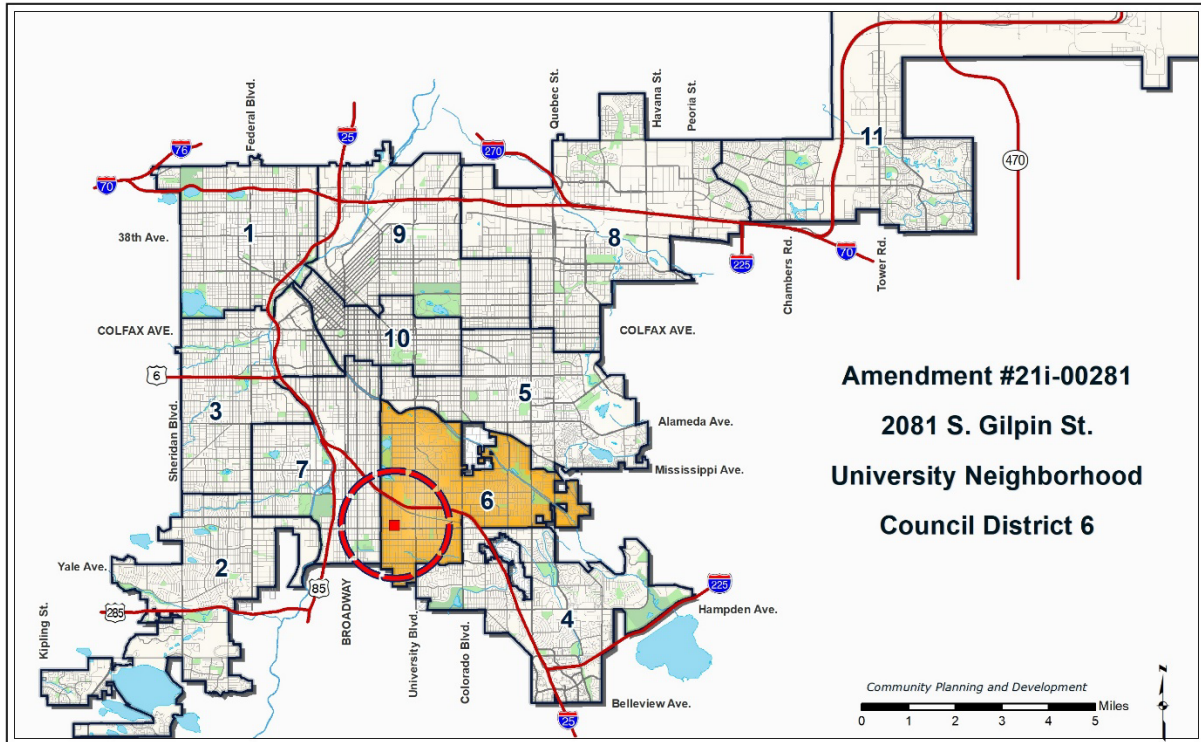 Federal Blvd.
Quebec St.
Havana St.
Peoria St.
25
76
270
70
11
470
38th Ave.
1
9
8
225
Chambers Rd.
70
Tower Rd.
COLFAX AVE.
10
COLFAX AVE.
6
3
5
Sheridan Blvd.
Sheridan Blvd.
Alameda Ave.
7
6
Mississippi Ave.
Amendment #21i-00281
2081 S. Gilpin St.
University Neighborhood
Council District 6
Yale Ave.
2
85
BROADWAY
University Blvd.
Colorado Blvd.
4
225
Hampden Ave.
285
Kipling St.
Belleview Ave.
25
Community Planning and Development
Miles
0 1 2 3 4 5
N